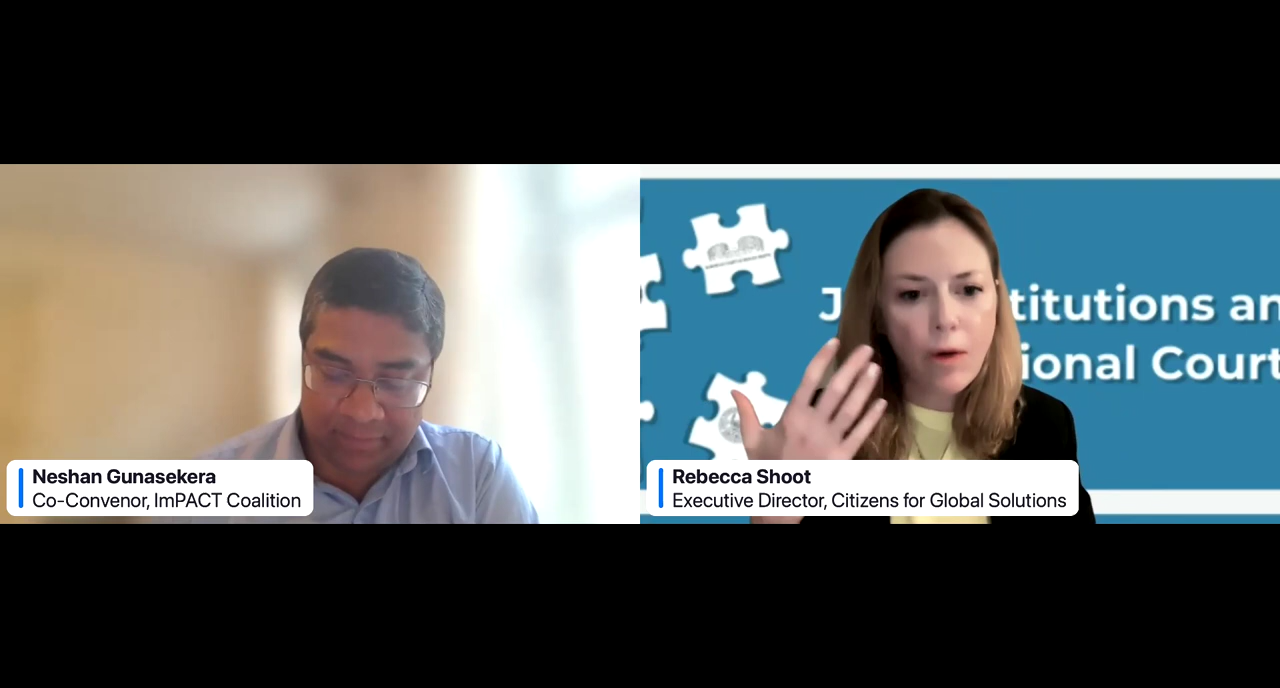 Neshan Gunasekera
Co-Convenor, ImPACT Coalition
titutions an
ional Court
Rebecca Shoot
Executive Director, Citizens for Global Solutions